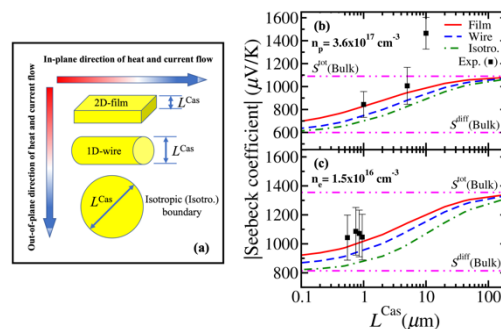 In-plane direction of heat and current flow
Out-of-plane direction of heat and current flow
2D-film
L^Cas
1D-wire
L^Cas
L^Cas
Isotropic (Isotro.)
boundary
(a)
|Seebeck coefficient| (μV/K)
1600
1400
1200
1000
800
600
(b)
n_p = 3.6x10^17 cm^-3
Film
Wire
Isotro.
Exp. (■)
S^tot(Bulk)
S^diff(Bulk)
1600
1400
1200
1000
800
(c)
n_e = 1.5x10^16 cm^-3
S^tot(Bulk)
S^diff(Bulk)
0.1 1 10 100
L^Cas(μm)